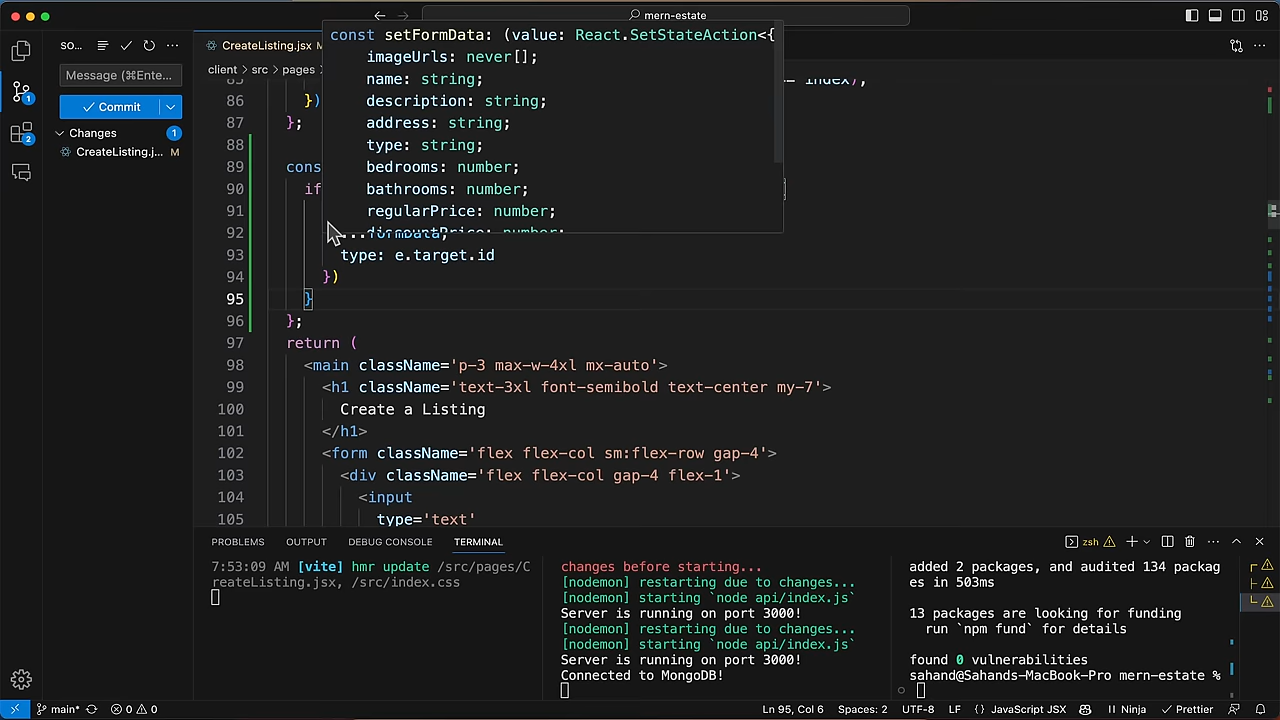 mern-estate
SO...
Message (⌘Ente...
Commit
Changes
1
CreateListing.j...
M
1
2
CreateListing.jsx M
client > src > pages
const setFormData: (value: React.SetStateAction<{
imageUrls: never[];
name: string;
description: string;
address: string;
type: string;
bedrooms: number;
bathrooms: number;
regularPrice: number;
discountPrice: number;
85 index),
86 })
87 };
88
89 cons
90 if
91
92 ...formData,
93 type: e.target.id
94 })
95 }
96 };
97 return (
98 <main className='p-3 max-w-4xl mx-auto'>
99 <h1 className='text-3xl font-semibold text-center my-7'>
100 Create a Listing
101 </h1>
102 <form className='flex flex-col sm:flex-row gap-4'>
103 <div className='flex flex-col gap-4 flex-1'>
104 <input
105 type='text'
PROBLEMS OUTPUT DEBUG CONSOLE TERMINAL
zsh
7:53:09 AM [vite] hmr update /src/pages/C
reateListing.jsx, /src/index.css
changes before starting...
[nodemon] restarting due to changes...
[nodemon] starting `node api/index.js`
Server is running on port 3000!
[nodemon] restarting due to changes...
[nodemon] starting `node api/index.js`
Server is running on port 3000!
Connected to MongoDB!
added 2 packages, and audited 134 packag
es in 503ms
13 packages are looking for funding
run `npm fund` for details
found 0 vulnerabilities
sahand@Sahands-MacBook-Pro mern-estate %
main* 0 0
Ln 95, Col 6 Spaces: 2 UTF-8 LF {} JavaScript JSX Ninja Prettier